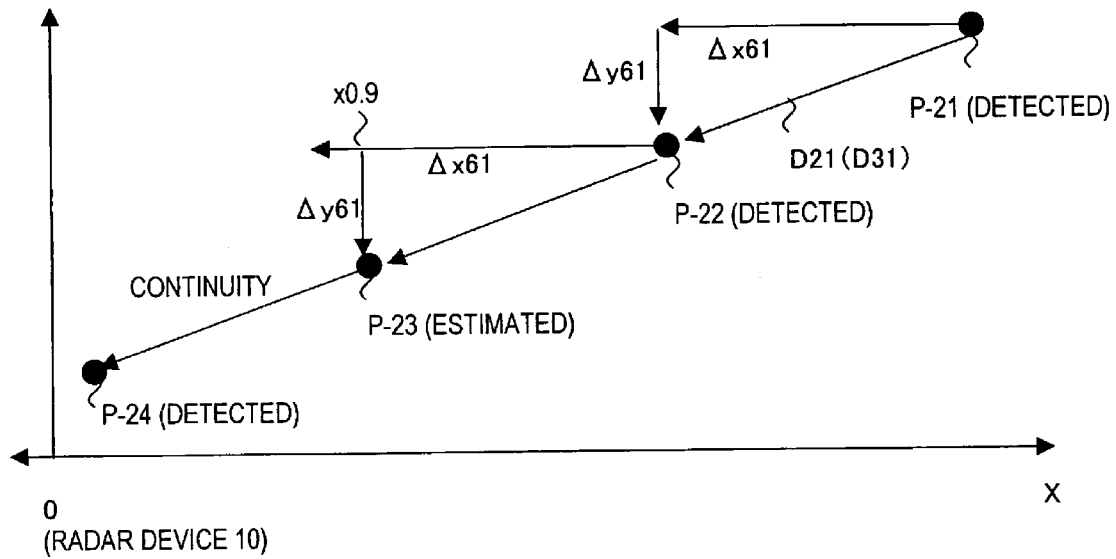 Δx61
Δy61
P-21 (DETECTED)
x0.9
Δx61
D21(D31)
P-22 (DETECTED)
Δy61
CONTINUITY
P-23 (ESTIMATED)
P-24 (DETECTED)
X
0
(RADAR DEVICE 10)